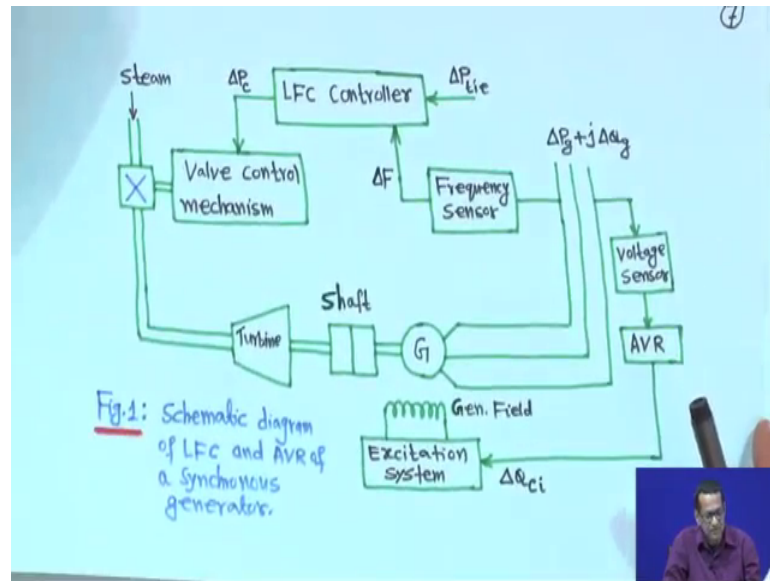 7
steam
ΔPc
LFC Controller
ΔPtie
ΔPg+jΔQg
Valve control
mechanism
ΔF
Frequency
Sensor
Voltage
Sensor
Shaft
Turbine
G
AVR
Gen. Field
Excitation
system
ΔQci
Fig.1: Schematic diagram
of LFC and AVR of
a synchronous
generator.